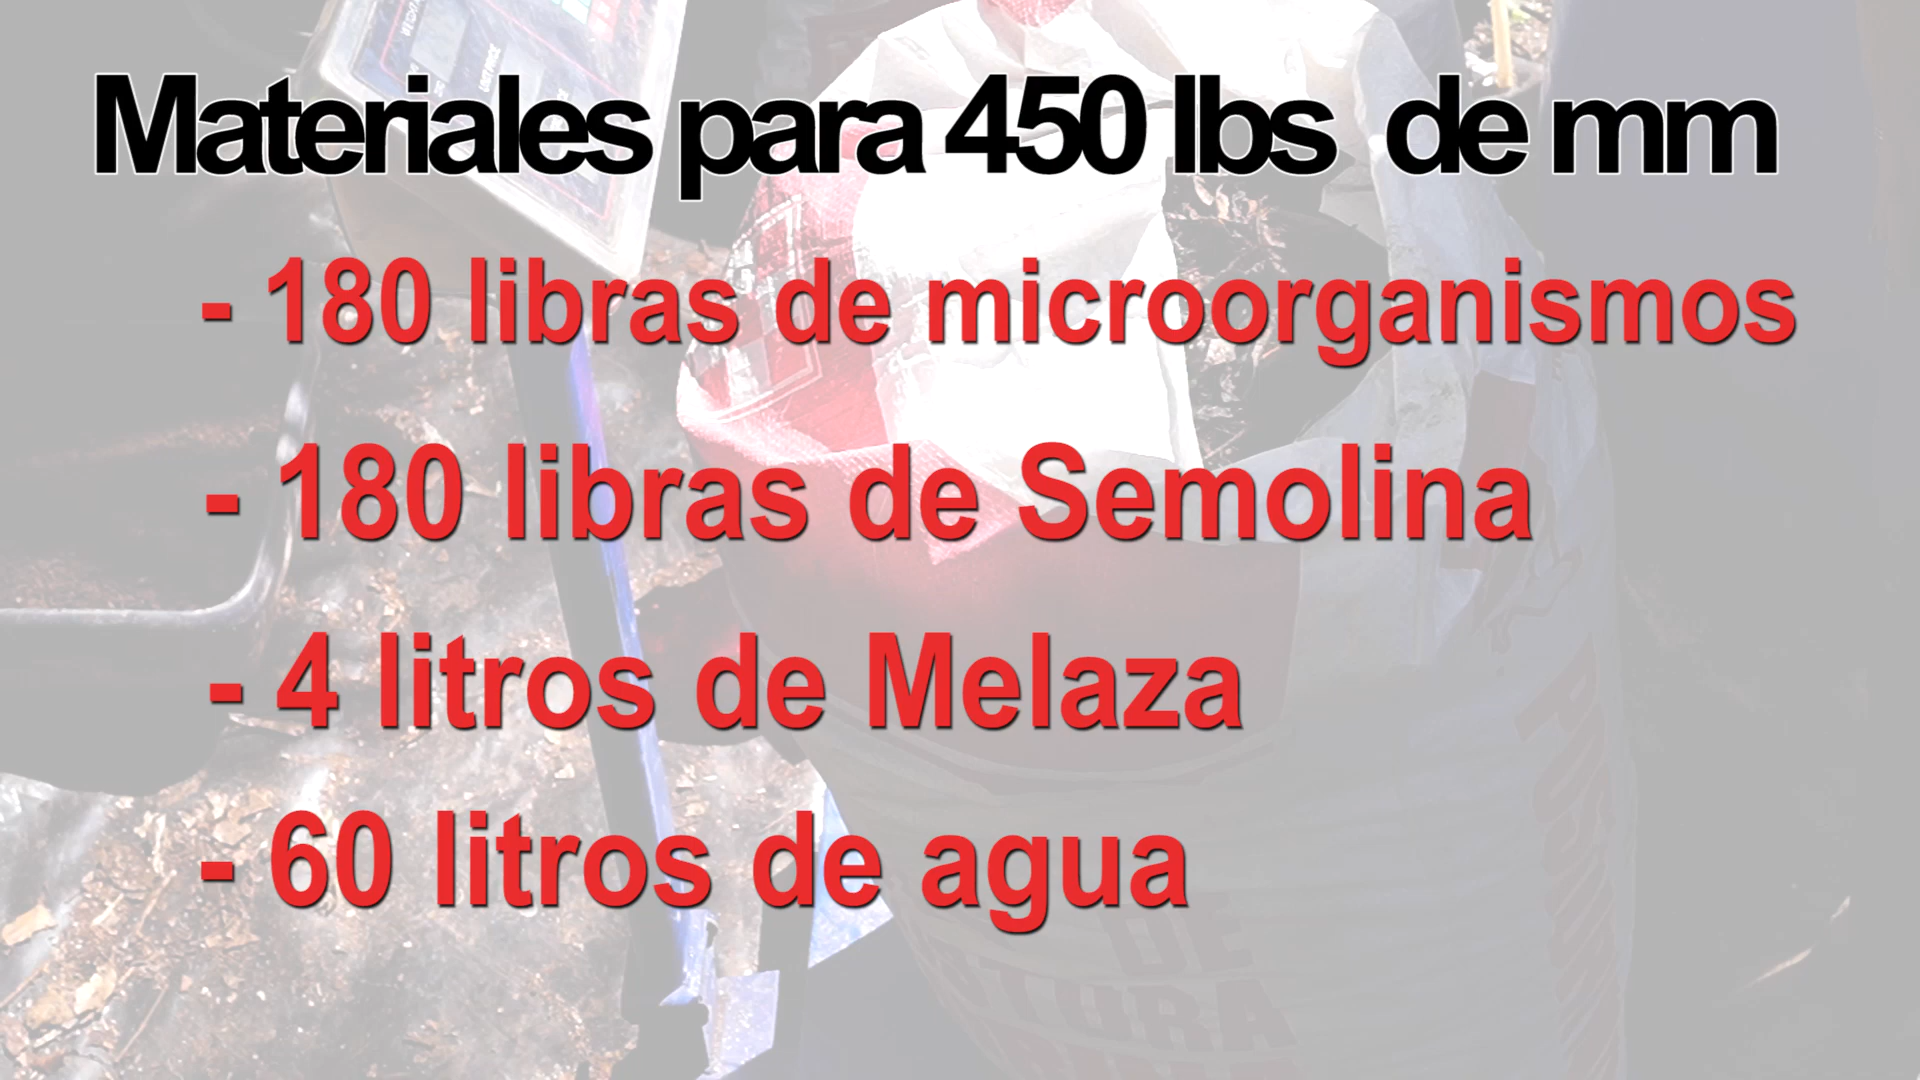 Materiales para 450 lbs de mm
- 180 libras de microorganismos
- 180 libras de Semolina
- 4 litros de Melaza
- 60 litros de agua
DE